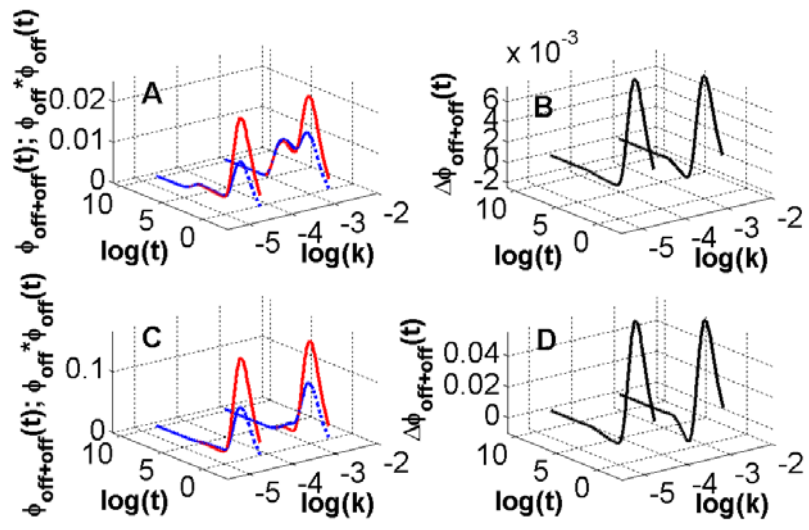 ϕoff+off(t); ϕoff*ϕoff(t)
A
0.02
0.01
0
10
5
0
log(t)
-5
-4
-3
-2
log(k)
x 10-3
Δϕoff+off(t)
B
6
4
2
0
-2
10
5
0
log(t)
-5
-4
-3
-2
log(k)
ϕoff+off(t); ϕoff*ϕoff(t)
C
0.1
0
10
5
0
log(t)
-5
-4
-3
-2
log(k)
Δϕoff+off(t)
D
0.04
0.02
0
10
5
0
log(t)
-5
-4
-3
-2
log(k)